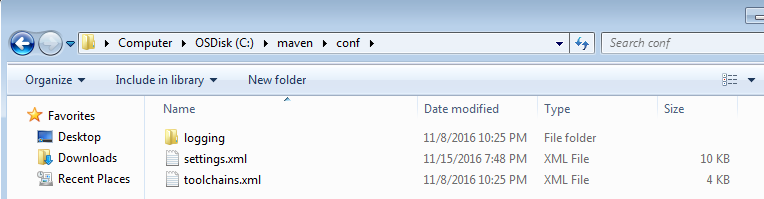 Computer OSDisk (C:) maven conf Search conf
Organize Include in library New folder
Favorites
Desktop
Downloads
Recent Places
Name Date modified Type Size
logging 11/8/2016 10:25 PM File folder
settings.xml 11/15/2016 7:48 PM XML File 10 KB
toolchains.xml 11/8/2016 10:25 PM XML File 4 KB